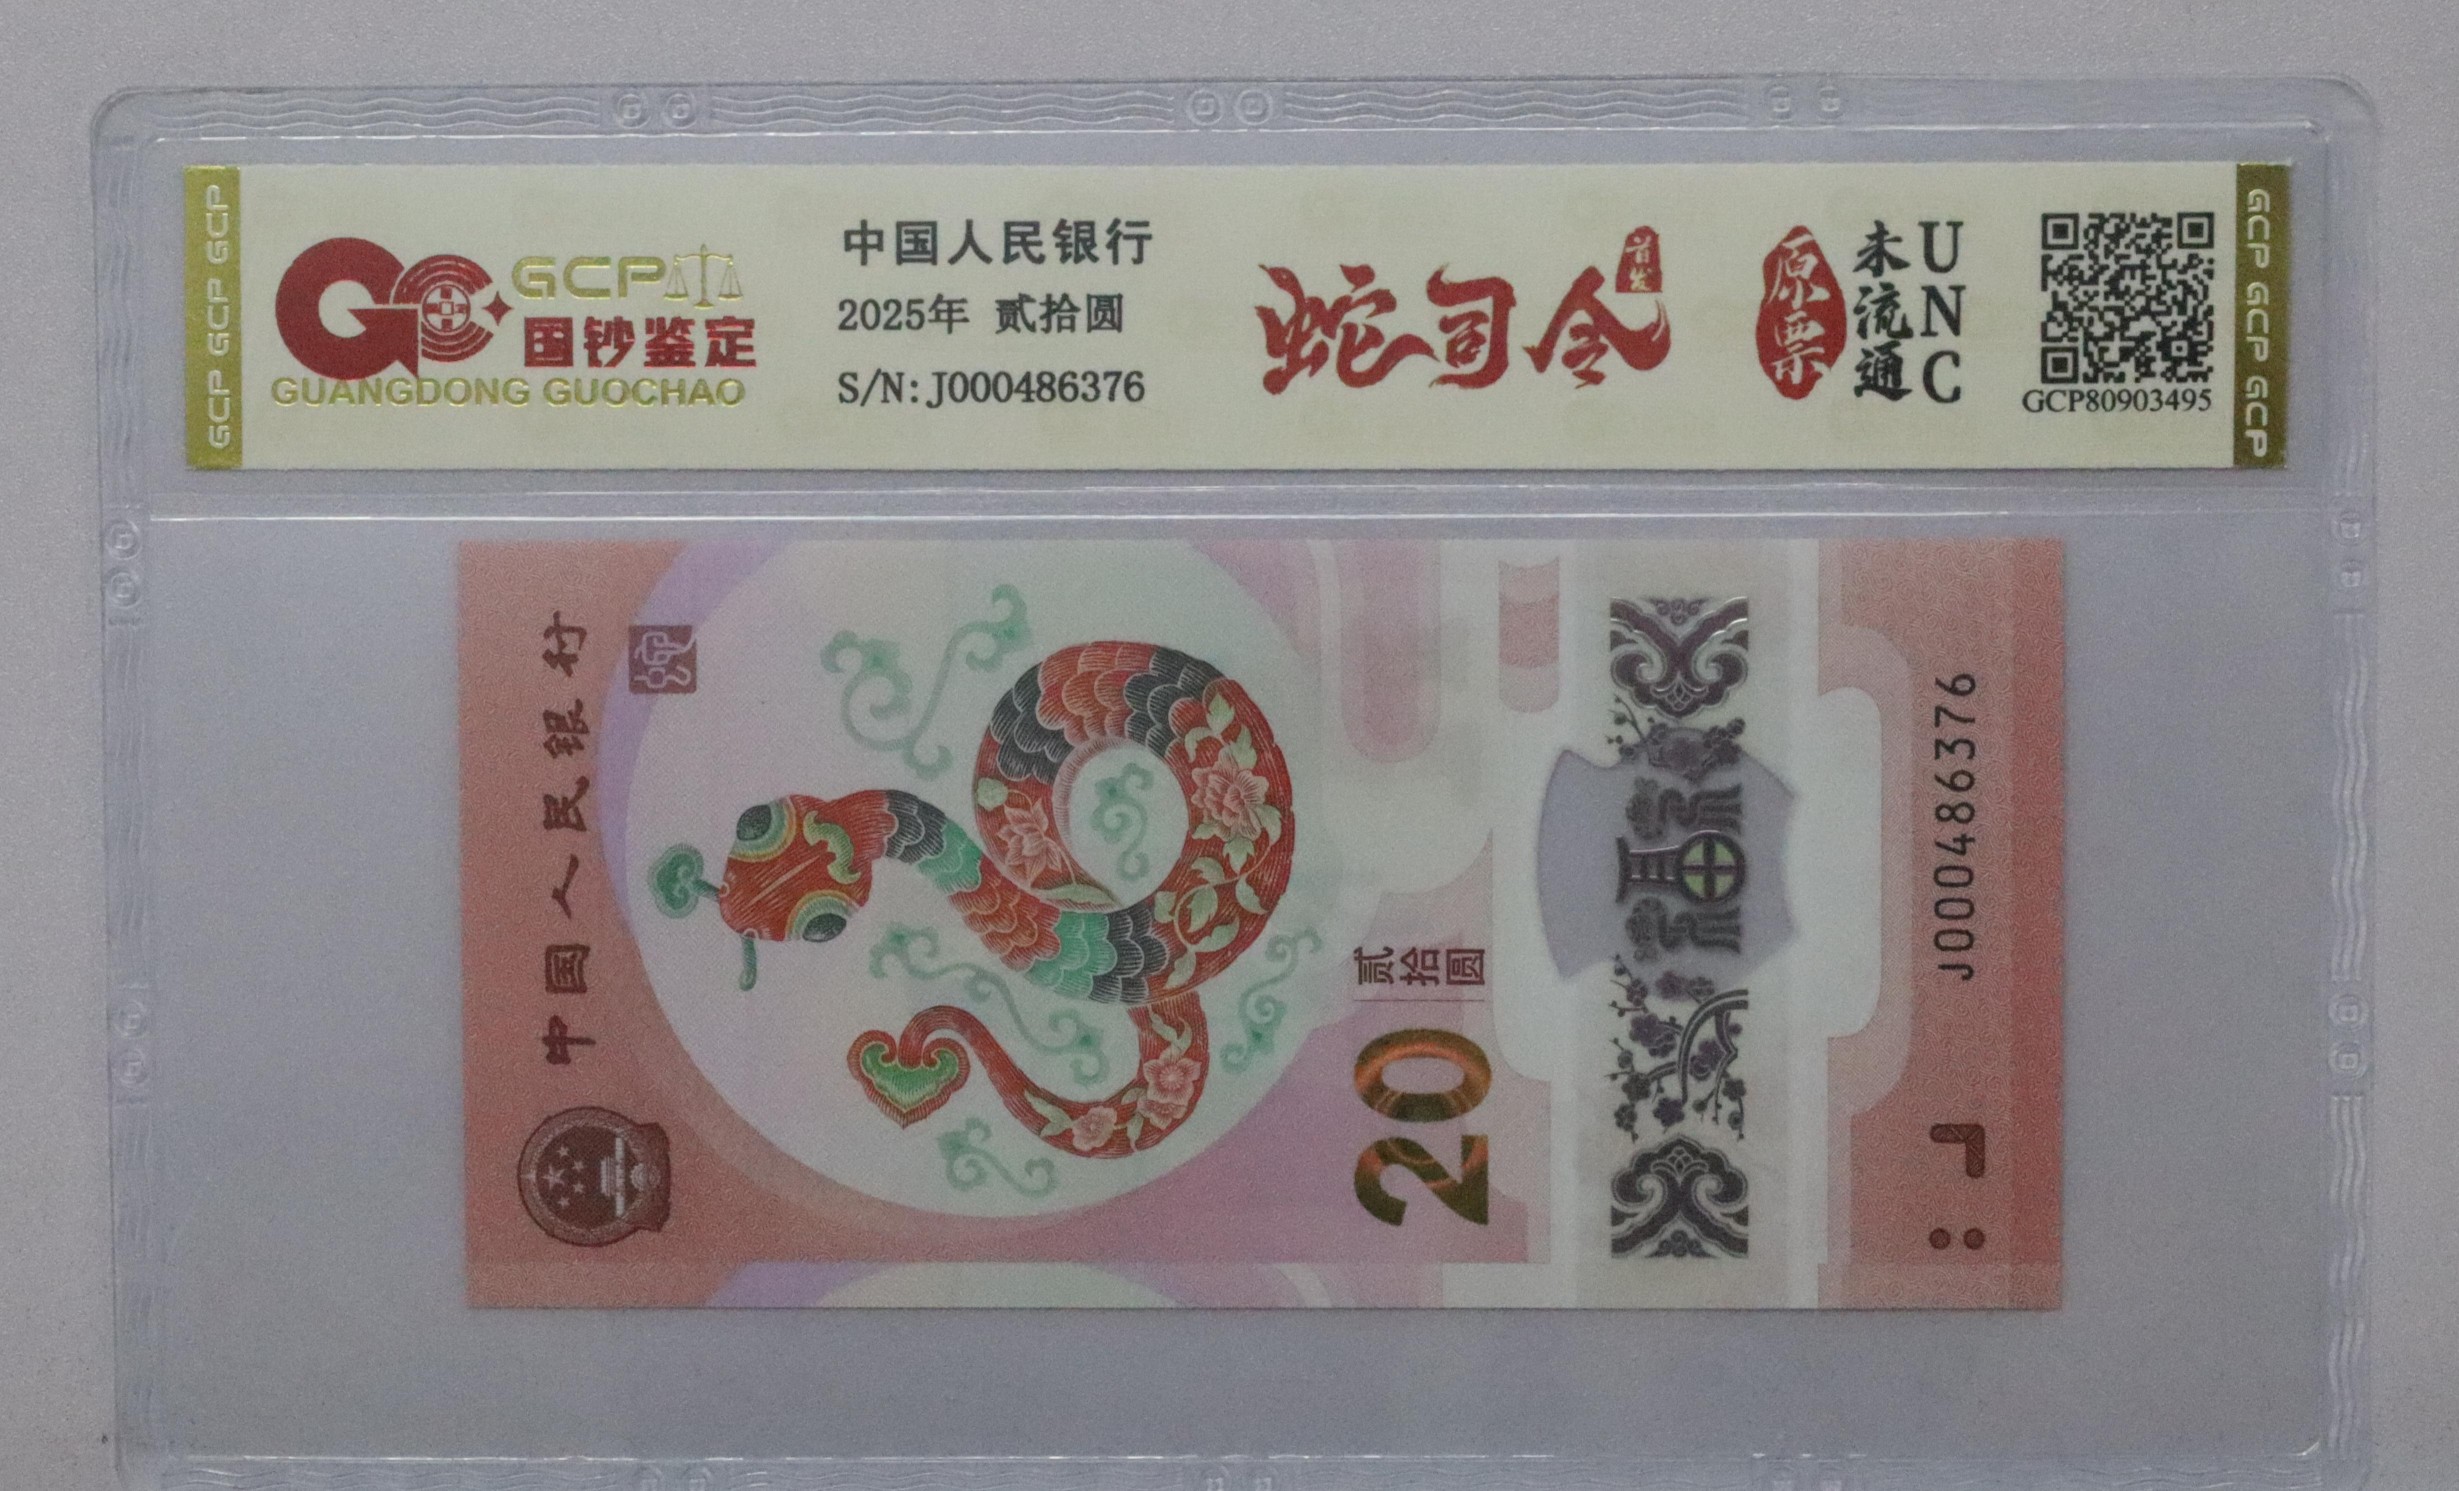 GCP GCP GCP
GCP
国钞鉴定
GUANGDONG GUOCHAO
中国人民银行
2025年 贰拾圆
S/N: J000486376
蛇司令
首发
原票
未流通
UNC
GCP80903495
GCP GCP GCP
中国人民银行
贰拾圆
20
福
J000486376